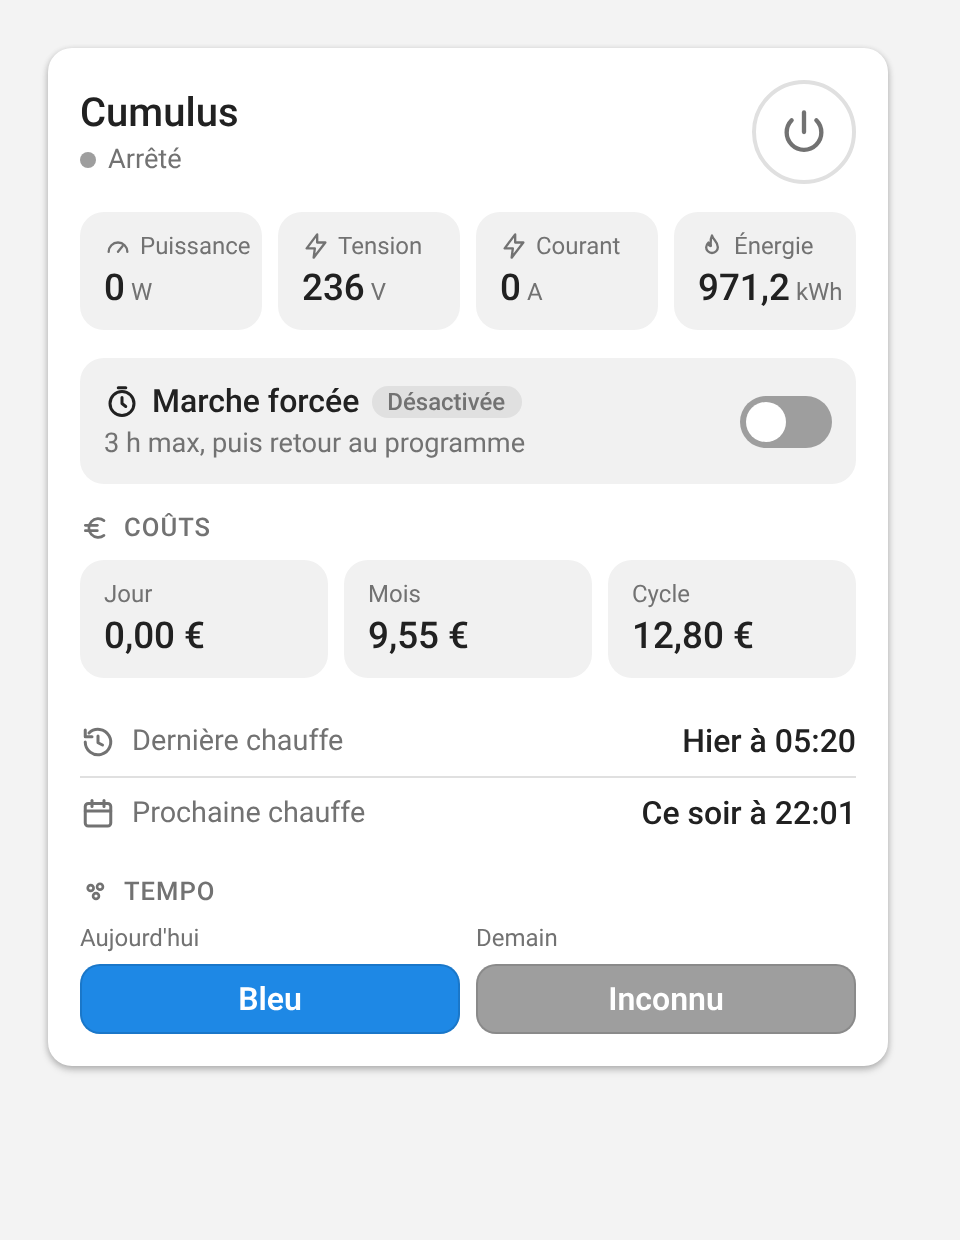 Cumulus
Arrêté
Puissance
0 W
Tension
236 V
Courant
0 A
Énergie
971,2 kWh
Marche forcée Désactivée
3 h max, puis retour au programme
€ COÛTS
Jour
0,00 €
Mois
9,55 €
Cycle
12,80 €
Dernière chauffe Hier à 05:20
Prochaine chauffe Ce soir à 22:01
TEMPO
Aujourd'hui
Bleu
Demain
Inconnu